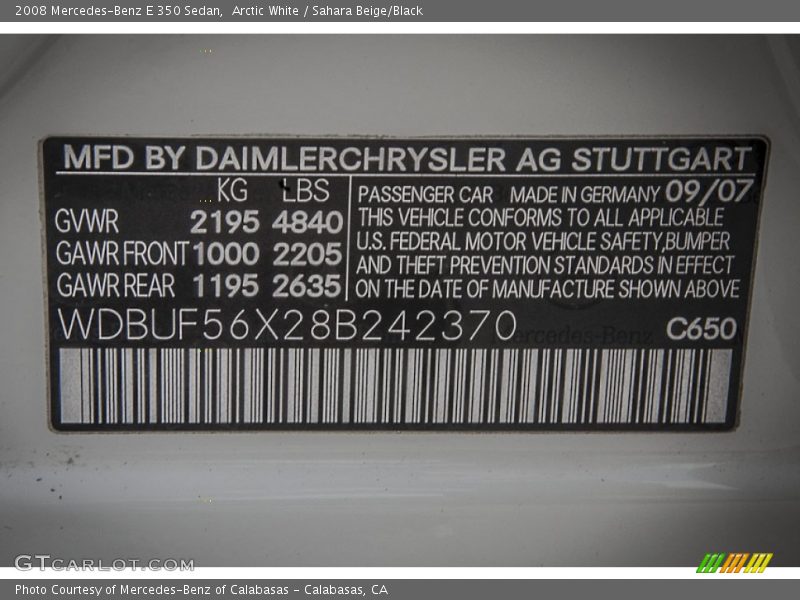 2008 Mercedes-Benz E 350 Sedan, Arctic White / Sahara Beige/Black
MFD BY DAIMLERCHRYSLER AG STUTTGART
KG LBS
GVWR 2195 4840
GAWR FRONT 1000 2205
GAWR REAR 1195 2635
PASSENGER CAR MADE IN GERMANY 09/07
THIS VEHICLE CONFORMS TO ALL APPLICABLE
U.S. FEDERAL MOTOR VEHICLE SAFETY,BUMPER
AND THEFT PREVENTION STANDARDS IN EFFECT
ON THE DATE OF MANUFACTURE SHOWN ABOVE
WDBUF56X28B242370
Mercedes-Benz
C650
GTCARLOT.COM
Photo Courtesy of Mercedes-Benz of Calabasas - Calabasas, CA